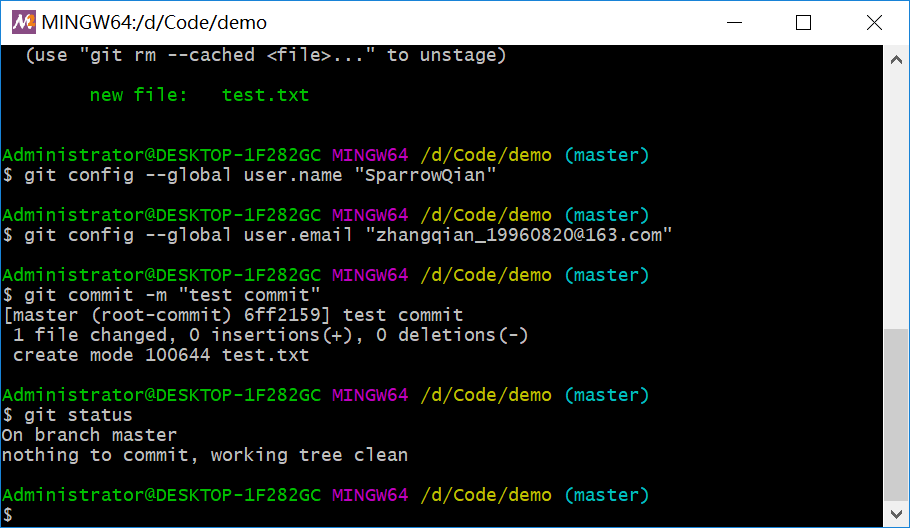 MINGW64:/d/Code/demo
(use "git rm --cached <file>..." to unstage)
new file:   test.txt
Administrator@DESKTOP-1F282GC MINGW64 /d/Code/demo (master)
$ git config --global user.name "SparrowQian"
Administrator@DESKTOP-1F282GC MINGW64 /d/Code/demo (master)
$ git config --global user.email "zhangqian_19960820@163.com"
Administrator@DESKTOP-1F282GC MINGW64 /d/Code/demo (master)
$ git commit -m "test commit"
[master (root-commit) 6ff2159] test commit
1 file changed, 0 insertions(+), 0 deletions(-)
create mode 100644 test.txt
Administrator@DESKTOP-1F282GC MINGW64 /d/Code/demo (master)
$ git status
On branch master
nothing to commit, working tree clean
Administrator@DESKTOP-1F282GC MINGW64 /d/Code/demo (master)
$